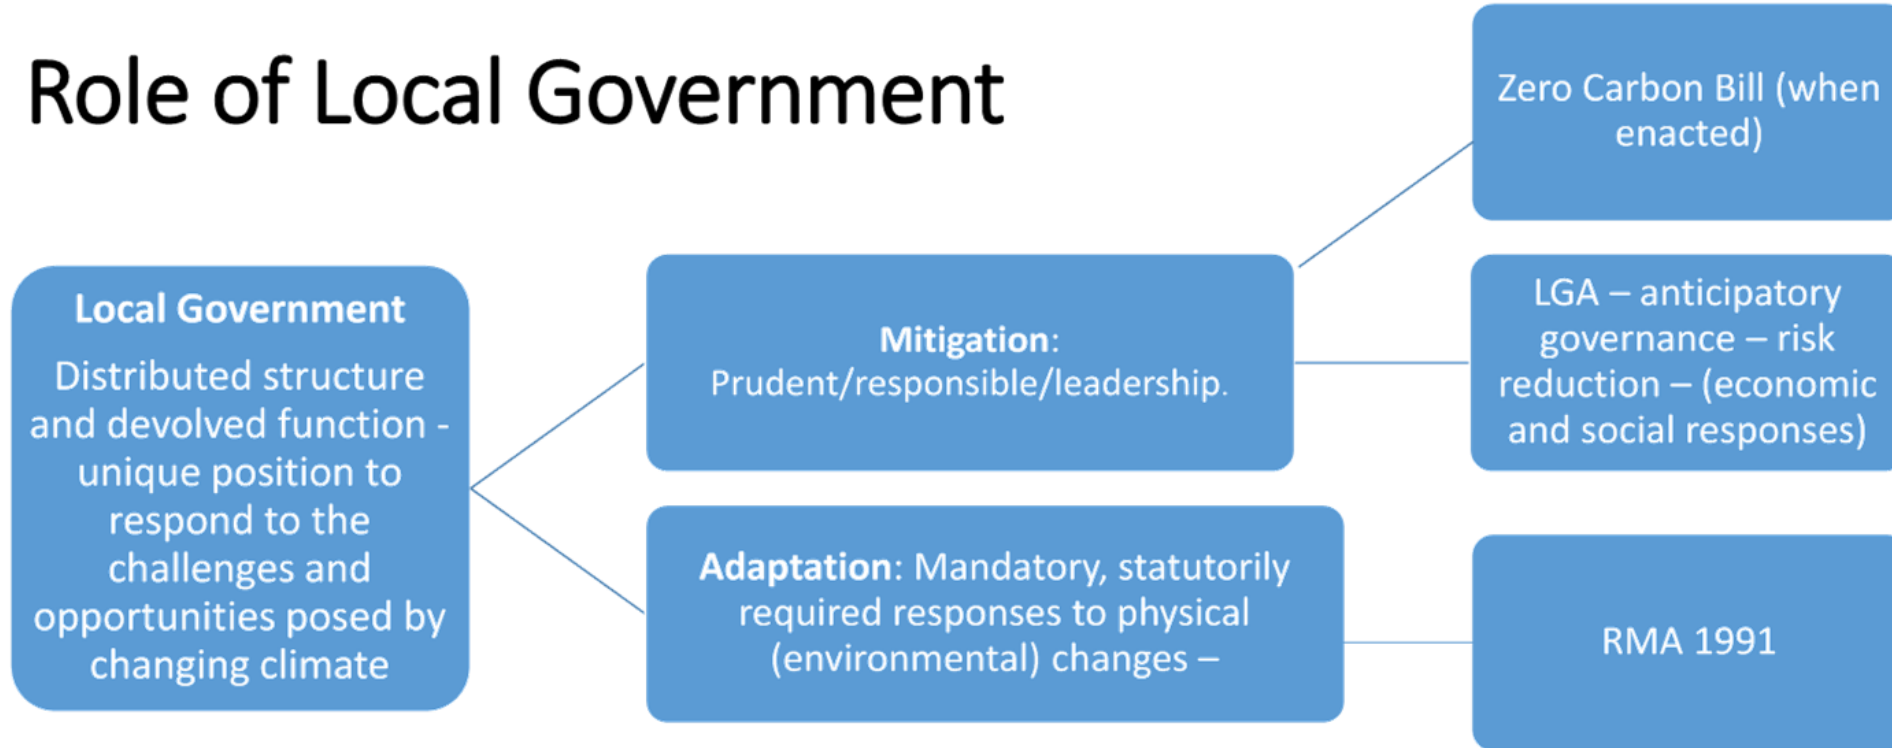 Role of Local Government
Local Government
Distributed structure
and devolved function -
unique position to
respond to the
challenges and
opportunities posed by
changing climate
Mitigation:
Prudent/responsible/leadership.
Adaptation: Mandatory, statutorily
required responses to physical
(environmental) changes –
Zero Carbon Bill (when
enacted)
LGA – anticipatory
governance – risk
reduction – (economic
and social responses)
RMA 1991